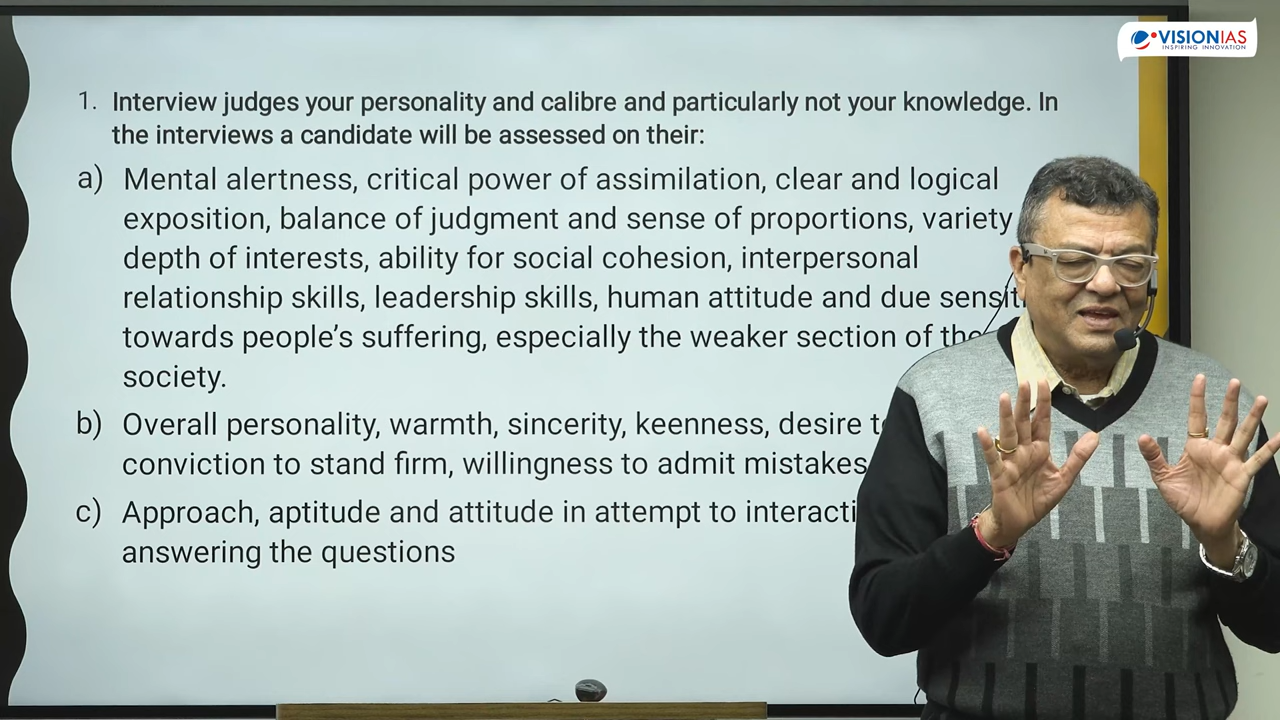 VISIONIAS
INSPIRING INNOVATION
1. Interview judges your personality and calibre and particularly not your knowledge. In
the interviews a candidate will be assessed on their:
a) Mental alertness, critical power of assimilation, clear and logical
exposition, balance of judgment and sense of proportions, variety
depth of interests, ability for social cohesion, interpersonal
relationship skills, leadership skills, human attitude and due
towards people's suffering, especially the weaker section of the
society.
b) Overall personality, warmth, sincerity, keenness, desire
conviction to stand firm, willingness to admit mistakes
c) Approach, aptitude and attitude in attempt to
answering the questions